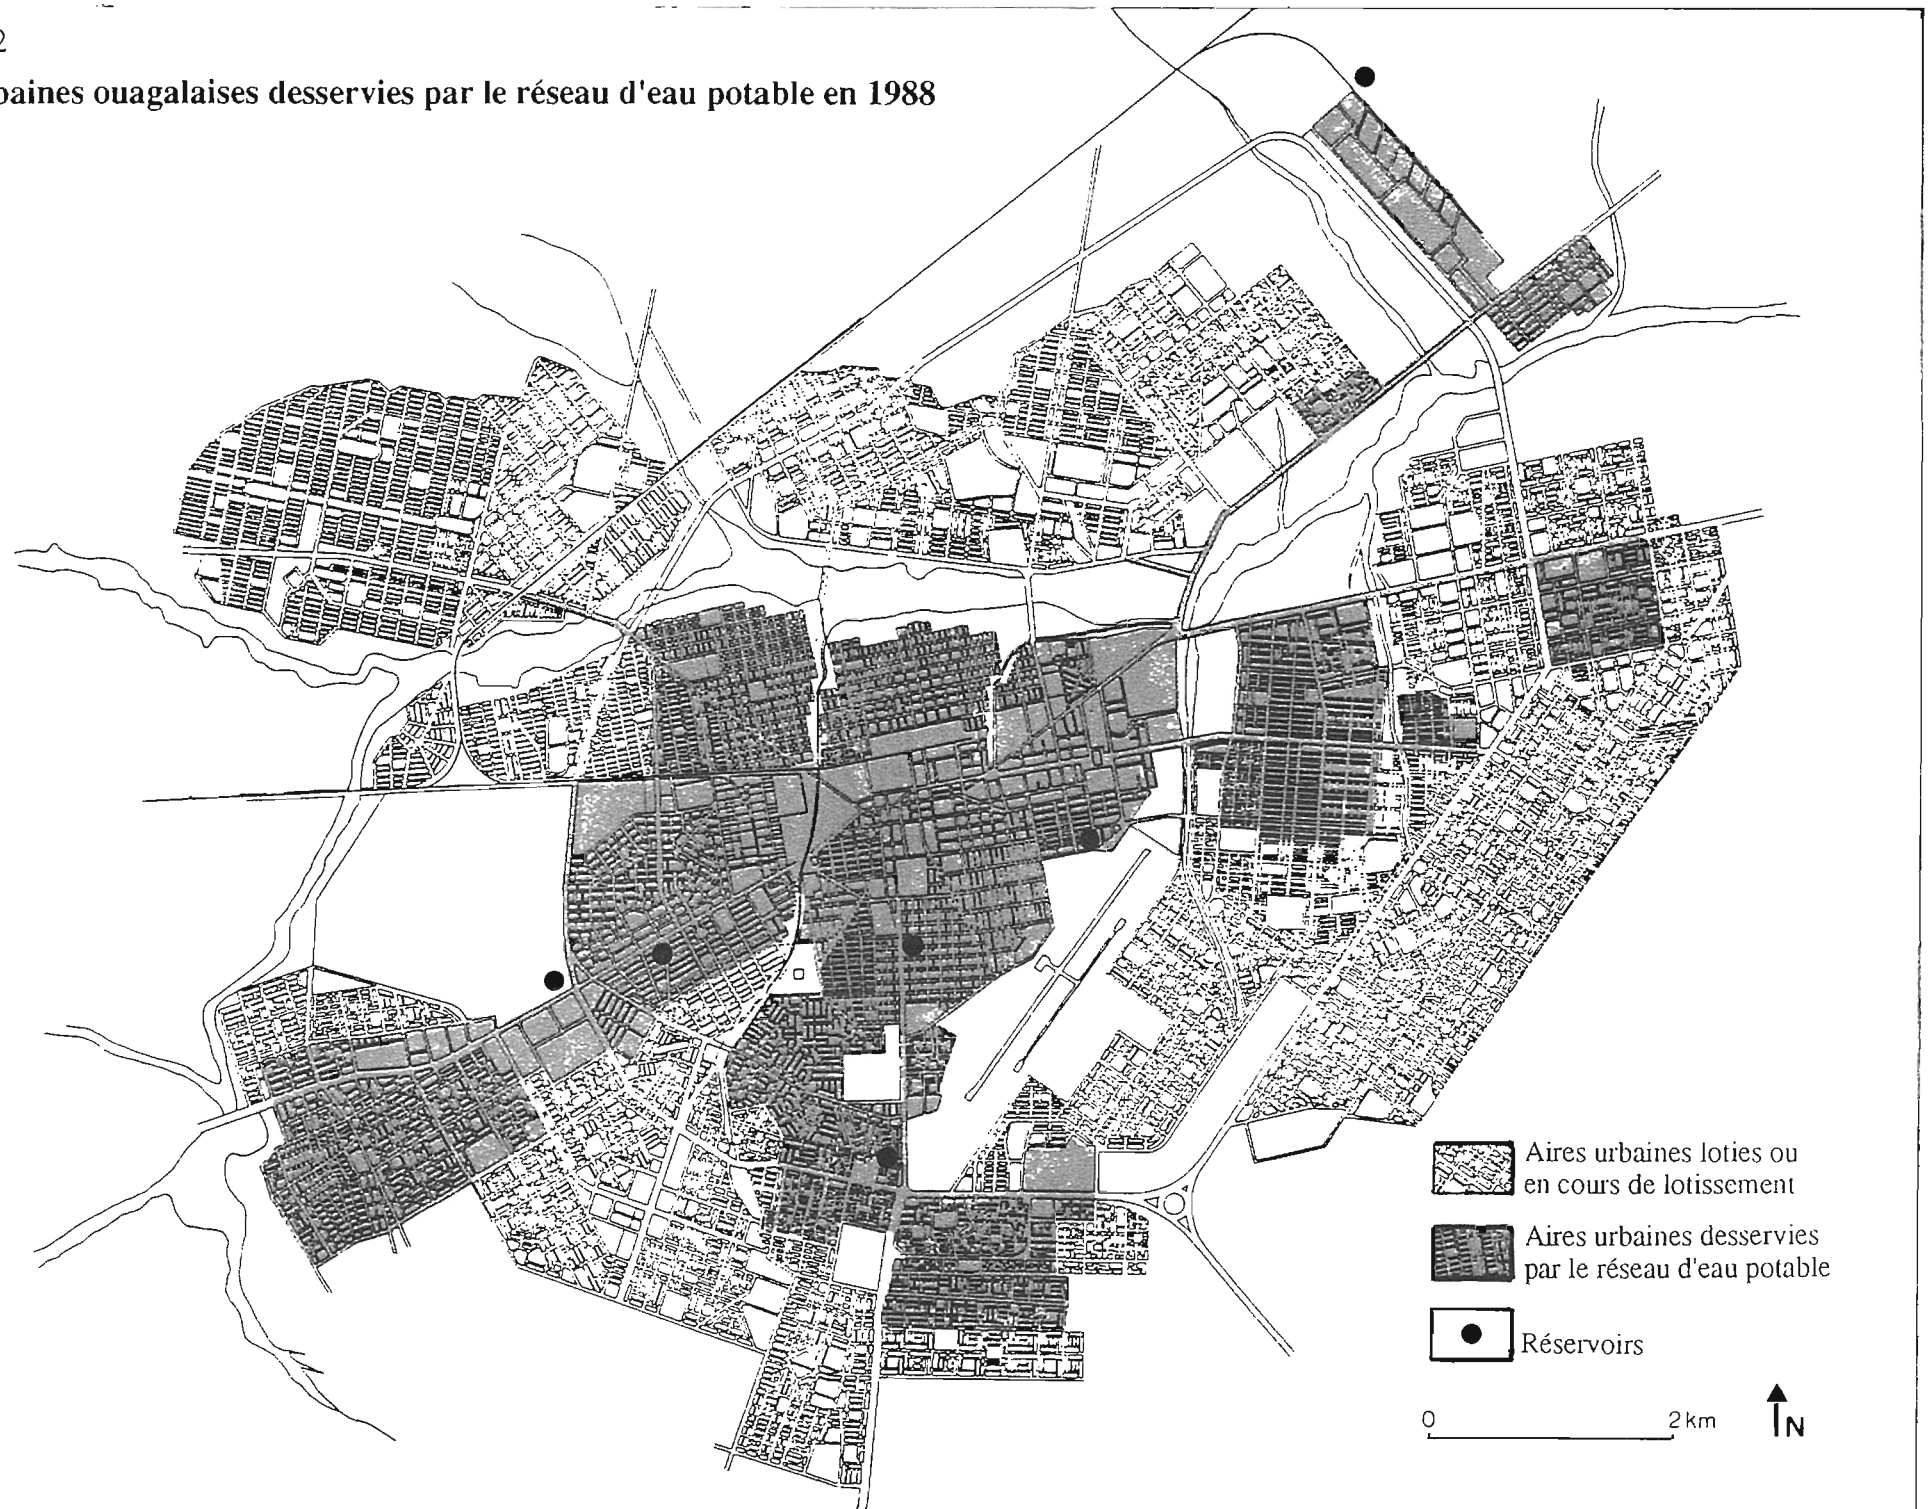 2
baines ouagalaises desservies par le réseau d'eau potable en 1988
Aires urbaines loties ou
en cours de lotissement
Aires urbaines desservies
par le réseau d'eau potable
Réservoirs
0 2 km
N